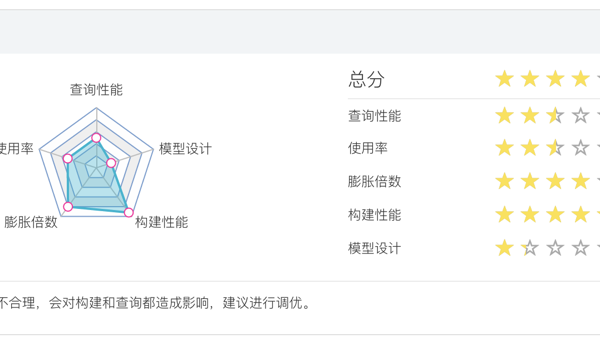 总分
查询性能
查询性能
模型设计
使用率
使用率
膨胀倍数
膨胀倍数
构建性能
构建性能
模型设计
不合理，会对构建和查询都造成影响，建议进行调优。